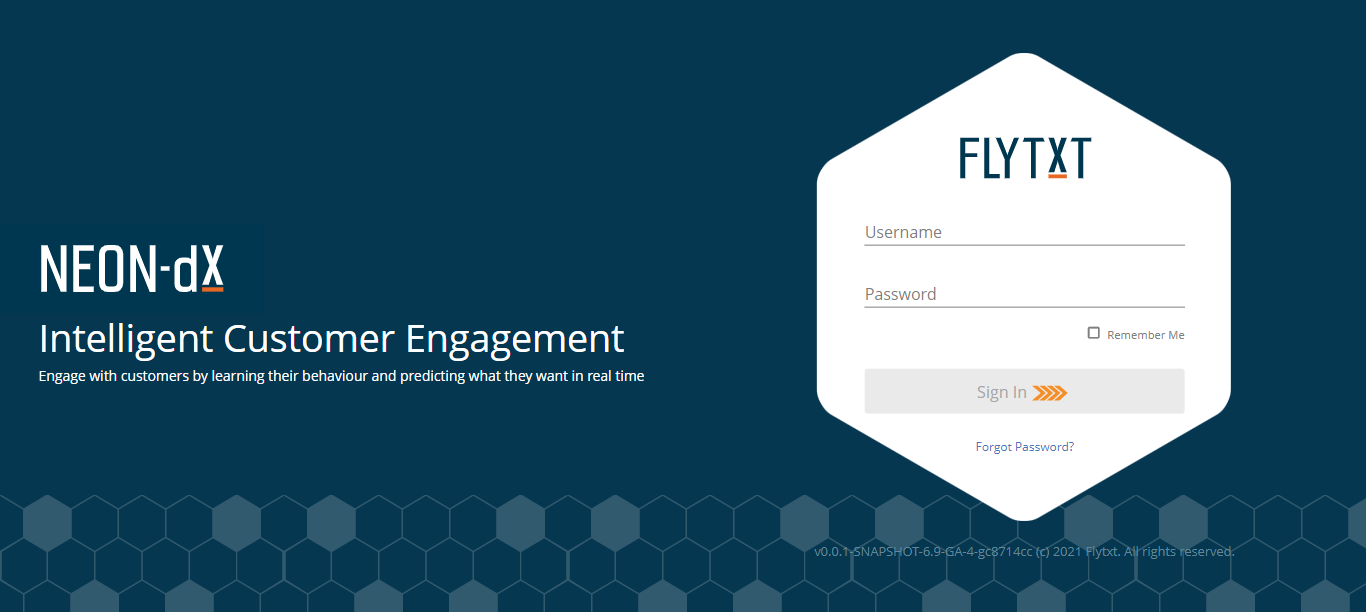 NEON-dX
Intelligent Customer Engagement
Engage with customers by learning their behaviour and predicting what they want in real time
FLYTXT
Username
Password
Remember Me
Sign In
Forgot Password?
v0.0.1-SNAPSHOT-6.9-GA-4-gc8714cc (c) 2021 Flytxt. All rights reserved.